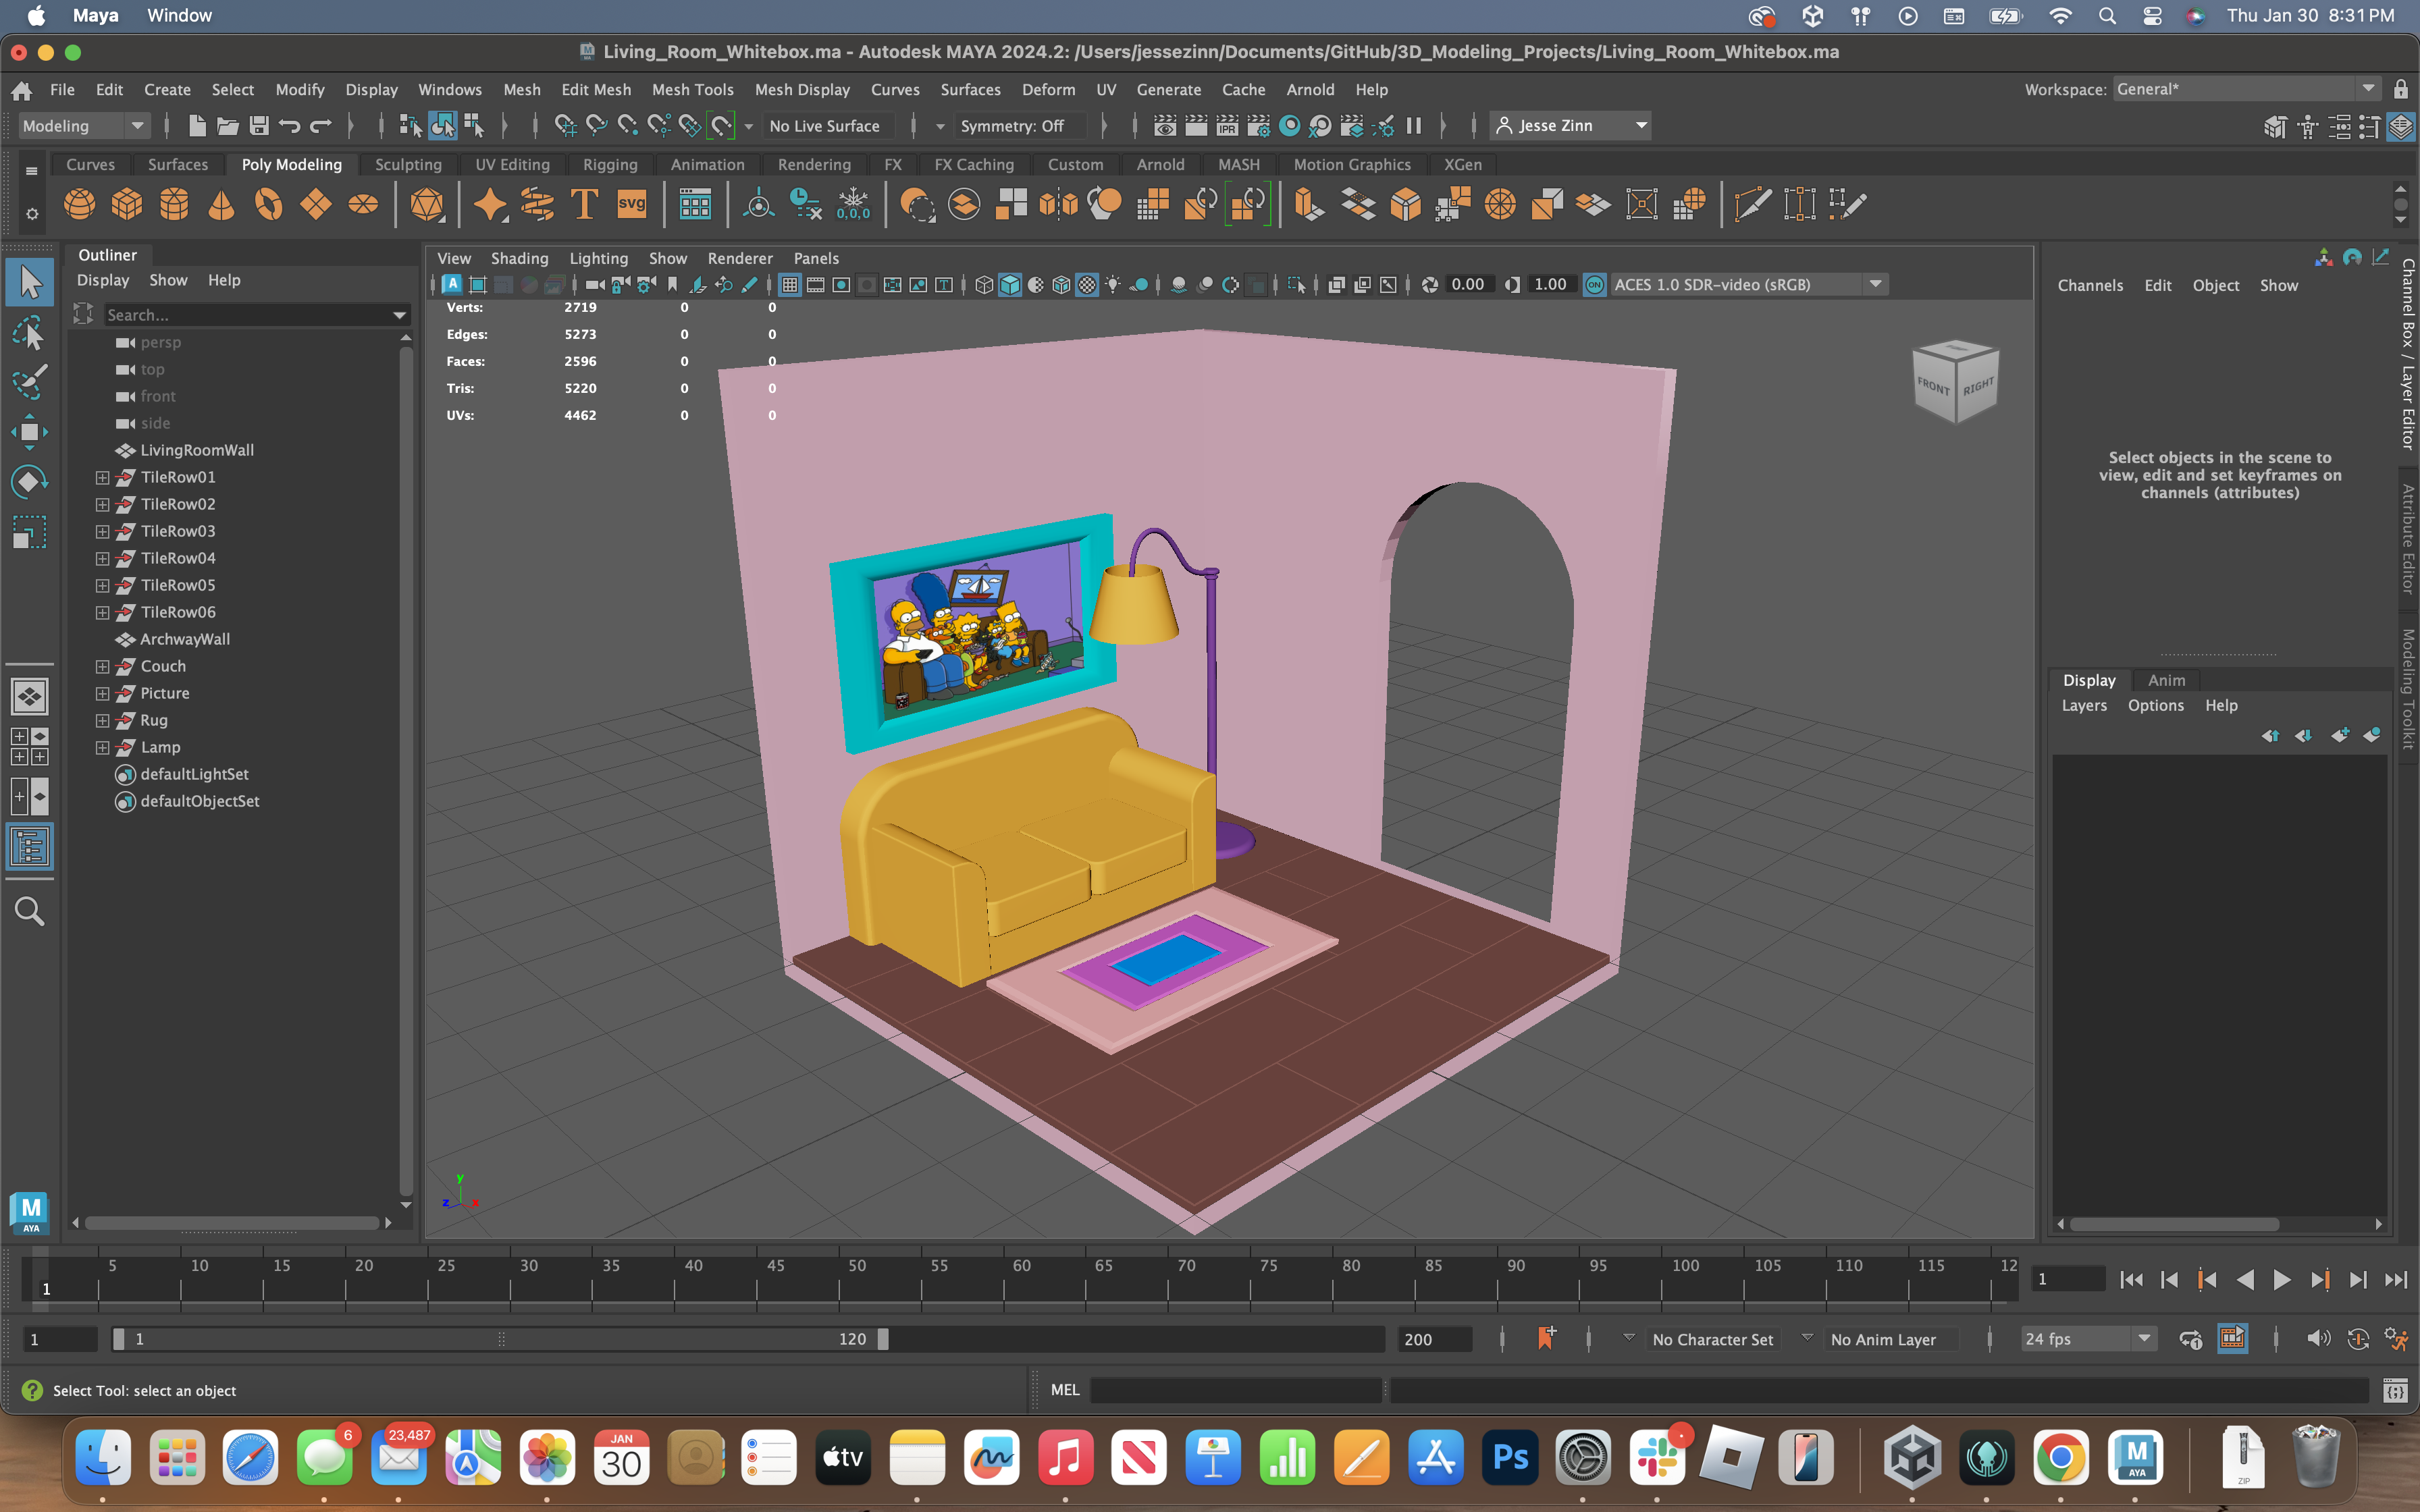 Maya Window Thu Jan 30 8:31 PM
Living_Room_Whitebox.ma - Autodesk MAYA 2024.2: /Users/jessezinn/Documents/GitHub/3D_Modeling_Projects/Living_Room_Whitebox.ma
File Edit Create Select Modify Display Windows Mesh Edit Mesh Mesh Tools Mesh Display Curves Surfaces Deform UV Generate Cache Arnold Help Workspace: General*
Modeling No Live Surface Symmetry: Off IPR Jesse Zinn
Curves Surfaces Poly Modeling Sculpting UV Editing Rigging Animation Rendering FX FX Caching Custom Arnold MASH Motion Graphics XGen
T svg 0,0,0
Outliner
Display Show Help
Search...
persp
top
front
side
LivingRoomWall
TileRow01
TileRow02
TileRow03
TileRow04
TileRow05
TileRow06
ArchwayWall
Couch
Picture
Rug
Lamp
defaultLightSet
defaultObjectSet
View Shading Lighting Show Renderer Panels
0.00 1.00 ON ACES 1.0 SDR-video (sRGB)
Verts: 2719 0 0
Edges: 5273 0 0
Faces: 2596 0 0
Tris: 5220 0 0
UVs: 4462 0 0
FRONT RIGHT
y
z x
Channels Edit Object Show
Select objects in the scene to
view, edit and set keyframes on
channels (attributes)
Display Anim
Layers Options Help
Channel Box / Layer Editor
Attribute Editor
Modeling Toolkit
M
AYA
5 10 15 20 25 30 35 40 45 50 55 60 65 70 75 80 85 90 95 100 105 110 115 12
1 1
1 1 120 200 No Character Set No Anim Layer 24 fps
Select Tool: select an object MEL
6 23,487 JAN
30 tv Ps M
AYA ZIP